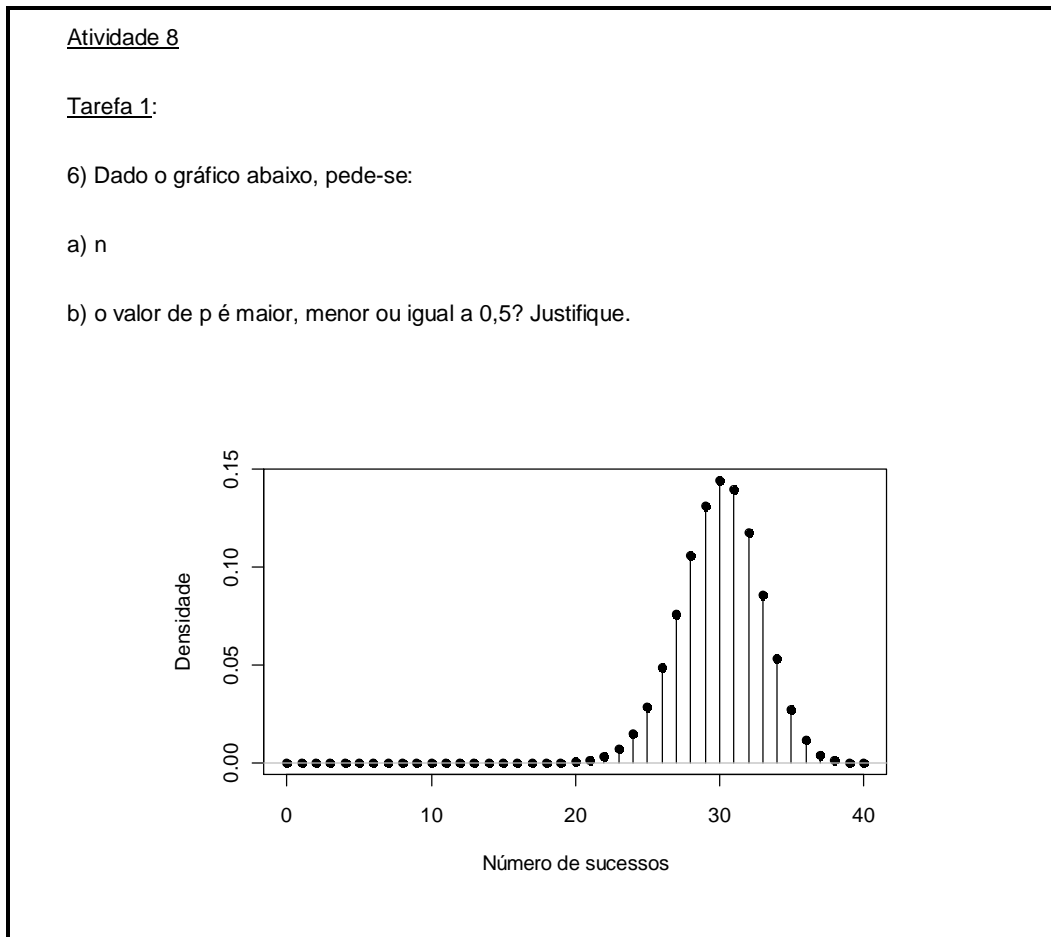 Atividade 8
Tarefa 1:
6) Dado o gráfico abaixo, pede-se:
a) n
b) o valor de p é maior, menor ou igual a 0,5? Justifique.
0.15
0.10
0.05
0.00
Densidade
0 10 20 30 40
Número de sucessos